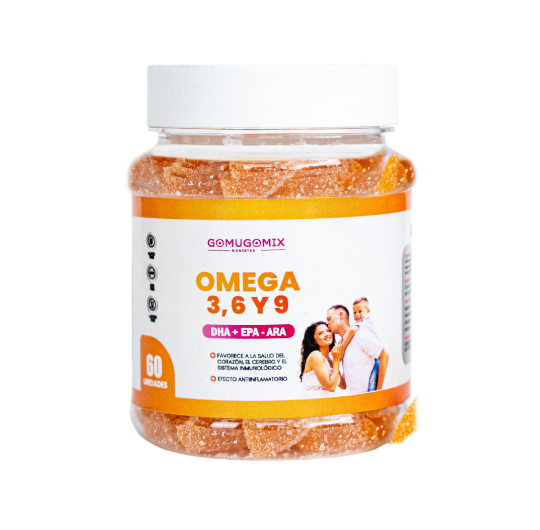 GOMUGOMIX
BIENESTAR
OMEGA
3, 6 Y 9
DHA + EPA - ARA
FAVORECE A LA SALUD DEL
CORAZÓN, EL CEREBRO Y EL
SISTEMA INMUNOLÓGICO
EFECTO ANTIINFLAMATORIO
60
UNIDADES